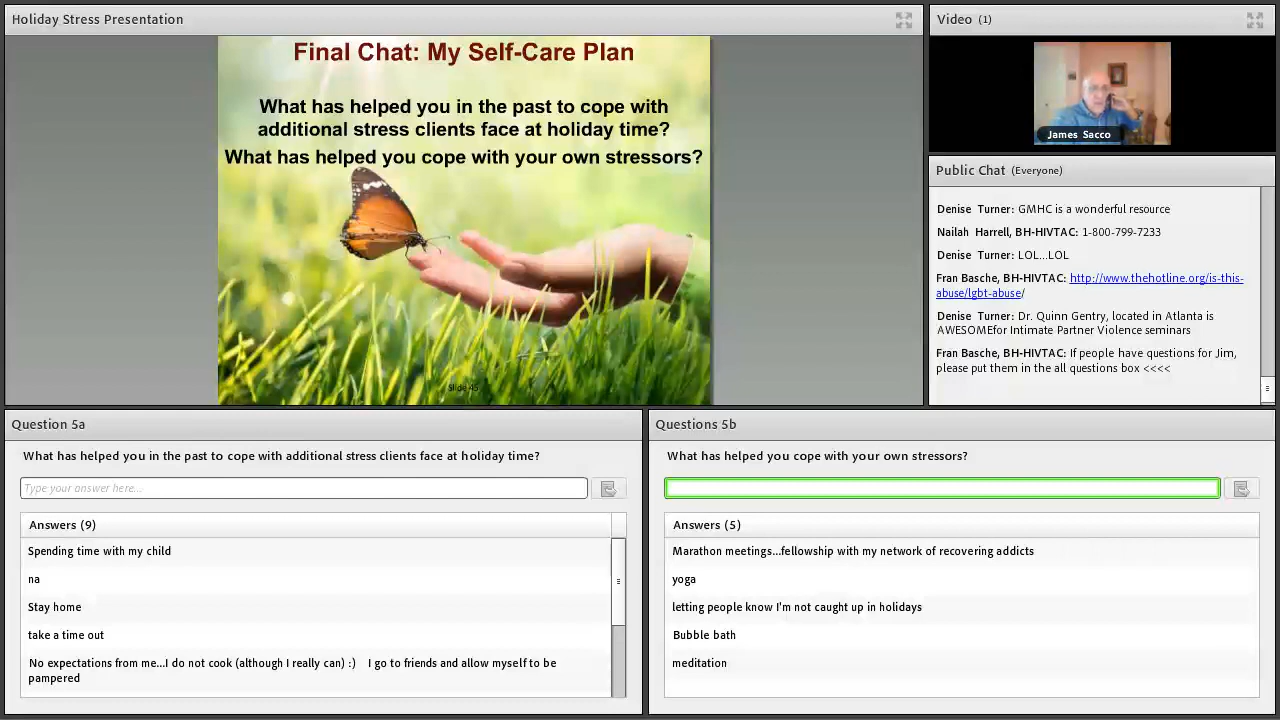 Holiday Stress Presentation
Final Chat: My Self-Care Plan
What has helped you in the past to cope with
additional stress clients face at holiday time?
What has helped you cope with your own stressors?
Slide 45
Video (1)
James Sacco
Public Chat (Everyone)
Denise Turner: GMHC is a wonderful resource
Nailah Harrell, BH-HIVTAC: 1-800-799-7233
Denise Turner: LOL...LOL
Fran Basche, BH-HIVTAC: http://www.thehotline.org/is-this-
abuse/lgbt-abuse/
Denise Turner: Dr. Quinn Gentry, located in Atlanta is
AWESOMEfor Intimate Partner Violence seminars
Fran Basche, BH-HIVTAC: If people have questions for Jim,
please put them in the all questions box <<<<
Question 5a
What has helped you in the past to cope with additional stress clients face at holiday time?
Type your answer here...
Answers (9)
Spending time with my child
na
Stay home
take a time out
No expectations from me...I do not cook (although I really can) :) I go to friends and allow myself to be
pampered
Questions 5b
What has helped you cope with your own stressors?
Answers (5)
Marathon meetings...fellowship with my network of recovering addicts
yoga
letting people know I'm not caught up in holidays
Bubble bath
meditation